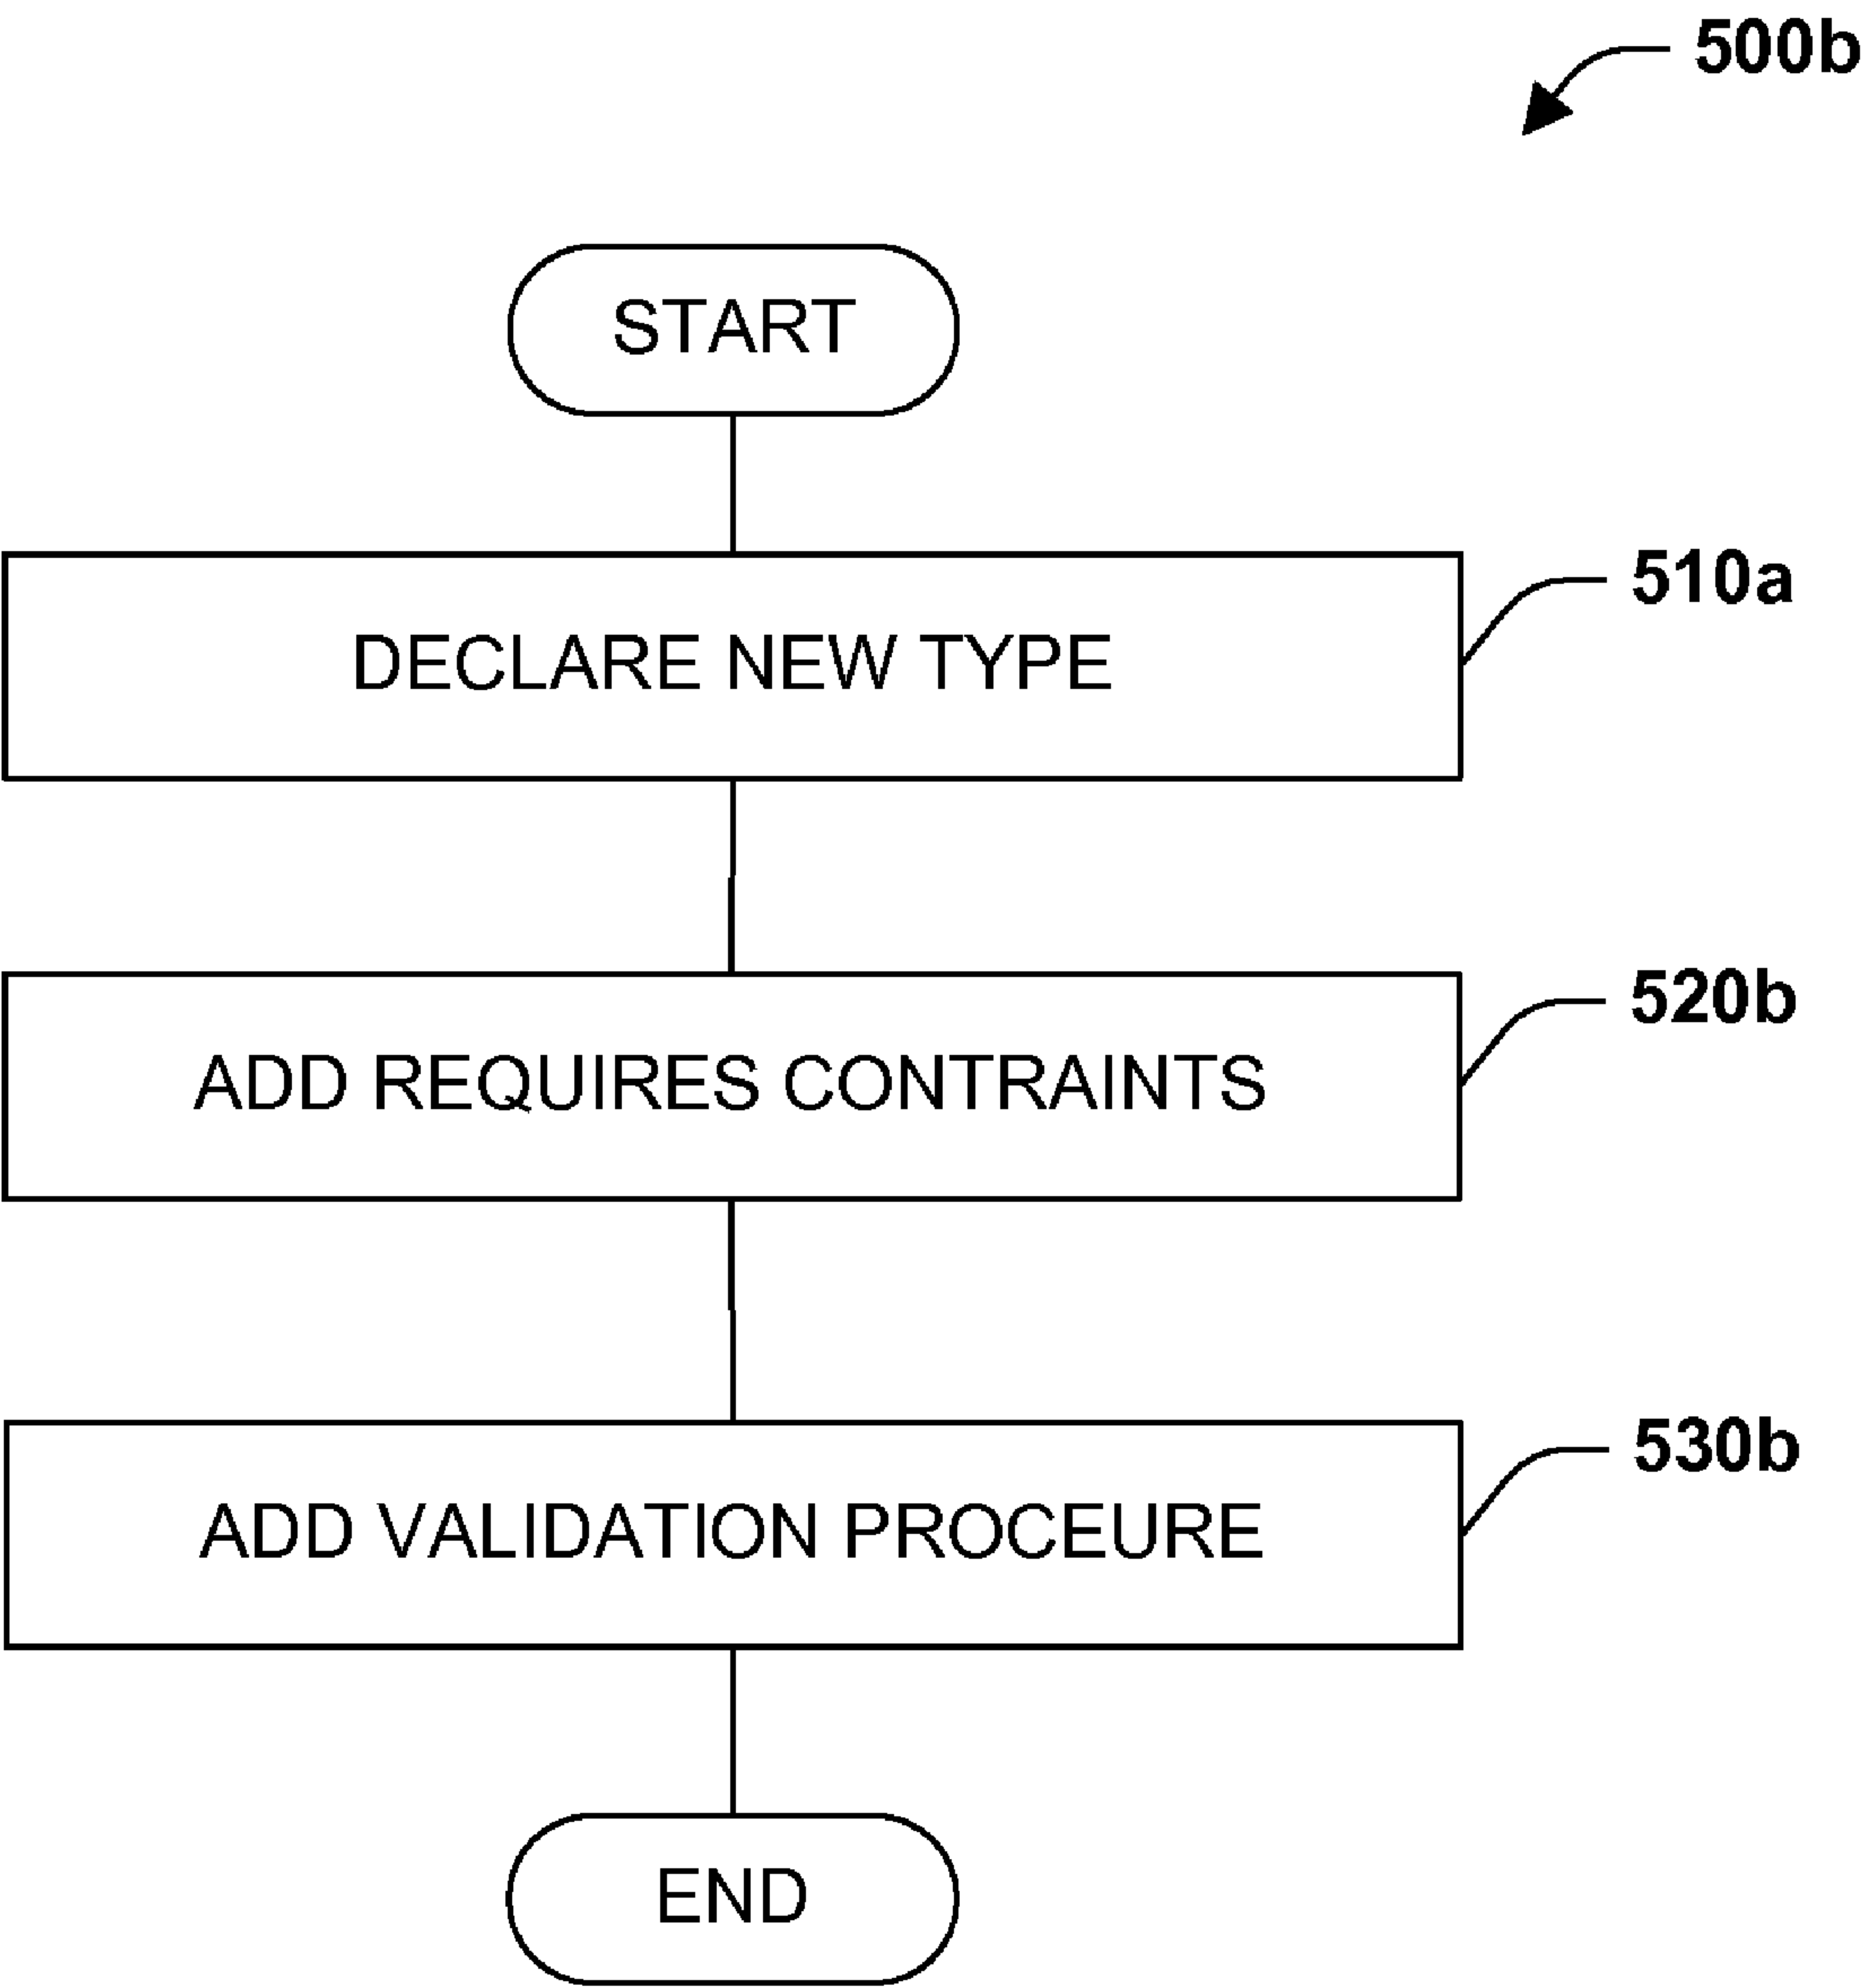 500b
START
510a
DECLARE NEW TYPE
520b
ADD REQUIRES CONTRAINTS
530b
ADD VALIDATION PROCEURE
END